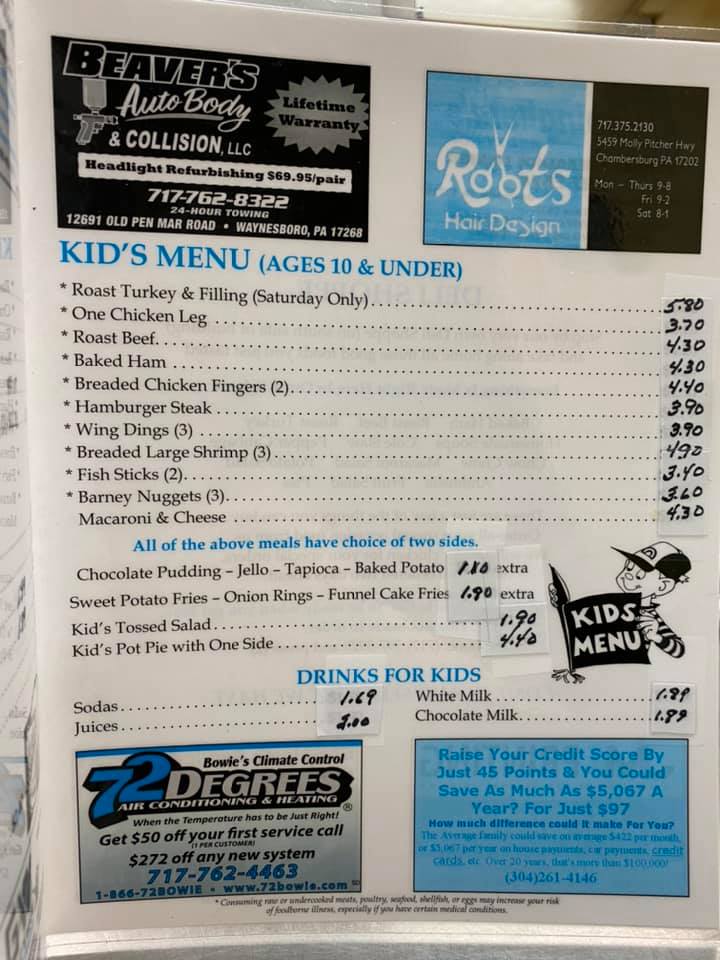 BEAVER'S
Auto Body
& COLLISION, LLC
Lifetime
Warranty
Headlight Refurbishing $69.95/pair
717-762-8322
24-HOUR TOWING
12691 OLD PEN MAR ROAD • WAYNESBORO, PA 17268
Roots
Hair Design
717.375.2130
5459 Molly Pitcher Hwy
Chambersburg PA 17202
Mon – Thurs 9-8
Fri 9-2
Sat 8-1
KID'S MENU (AGES 10 & UNDER)
* Roast Turkey & Filling (Saturday Only)..... 5.80
* One Chicken Leg ..... 3.70
* Roast Beef..... 4.30
* Baked Ham ..... 4.30
* Breaded Chicken Fingers (2)..... 4.40
* Hamburger Steak ..... 3.90
* Wing Dings (3) ..... 3.90
* Breaded Large Shrimp (3)..... 4.90
* Fish Sticks (2)..... 3.40
* Barney Nuggets (3)..... 3.60
Macaroni & Cheese ..... 4.30
All of the above meals have choice of two sides.
Chocolate Pudding – Jello – Tapioca – Baked Potato extra
Sweet Potato Fries – Onion Rings – Funnel Cake Fries 1.90 extra
Kid's Tossed Salad..... 1.90
Kid's Pot Pie with One Side ..... 4.40
KIDS
MENU
DRINKS FOR KIDS
Sodas..... 1.69
Juices..... 2.00
White Milk ..... 1.89
Chocolate Milk..... 1.89
Bowie's Climate Control
72 DEGREES
AIR CONDITIONING & HEATING ®
When the Temperature has to be Just Right!
Get $50 off your first service call
(1 PER CUSTOMER)
$272 off any new system
717-762-4463
1-866-72BOWIE • www.72bowie.com
Raise Your Credit Score By
Just 45 Points & You Could
Save As Much As $5,067 A
Year? For Just $97
How much difference could it make For You?
The Average family could save on average $422 per month,
or $5,067 per year on house payments, car payments, credit
cards, etc. Over 20 years, that's more than $100,000!
(304)261-4146
* Consuming raw or undercooked meats, poultry, seafood, shellfish, or eggs may increase your risk
of foodborne illness, especially if you have certain medical conditions.